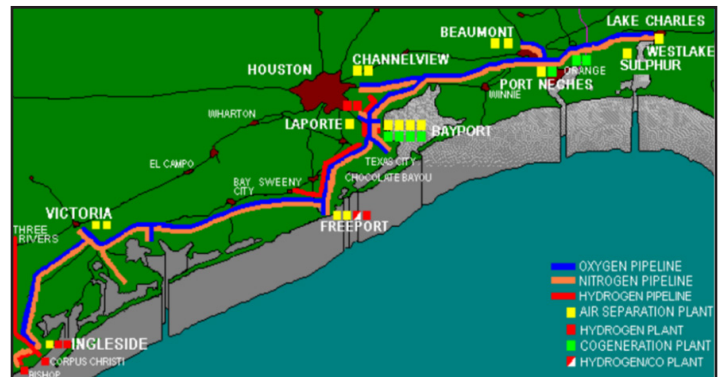 LAKE CHARLES
BEAUMONT
WESTLAKE
CHANNELVIEW
SULPHUR
ORANGE
HOUSTON
PORT NECHES
WINNIE
WHARTON
LAPORTE
BAYPORT
TEXAS CITY
EL CAMPO
CHOCOLATE BAYOU
BAY CITY
SWEENY
VICTORIA
FREEPORT
THREE RIVERS
OXYGEN PIPELINE
NITROGEN PIPELINE
HYDROGEN PIPELINE
AIR SEPARATION PLANT
HYDROGEN PLANT
COGENERATION PLANT
HYDROGEN/CO PLANT
INGLESIDE
CORPUS CHRISTI
BISHOP